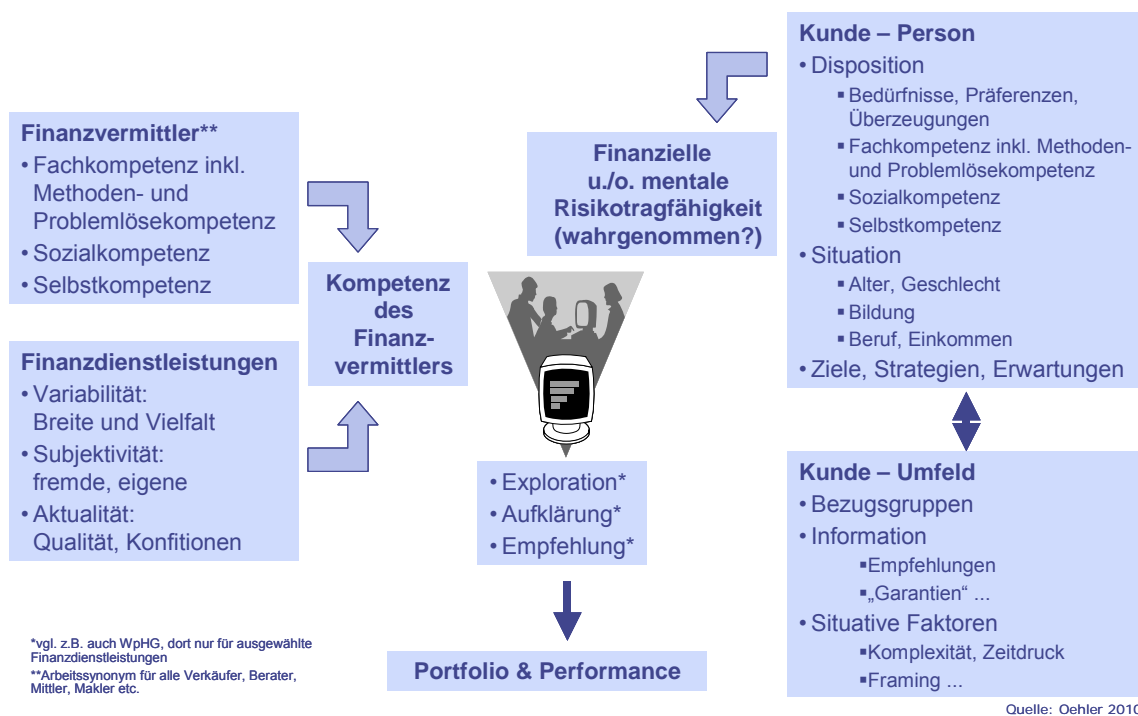 Finanzvermittler**
• Fachkompetenz inkl.
Methoden- und
Problemlösekompetenz
• Sozialkompetenz
• Selbstkompetenz
Finanzdienstleistungen
• Variabilität:
Breite und Vielfalt
• Subjektivität:
fremde, eigene
• Aktualität:
Qualität, Konfitionen
Kompetenz
des
Finanz-
vermittlers
Finanzielle
u./o. mentale
Risikotragfähigkeit
(wahrgenommen?)
• Exploration*
• Aufklärung*
• Empfehlung*
Portfolio & Performance
Kunde – Person
• Disposition
▪ Bedürfnisse, Präferenzen,
Überzeugungen
▪ Fachkompetenz inkl. Methoden-
und Problemlösekompetenz
▪ Sozialkompetenz
▪ Selbstkompetenz
• Situation
▪ Alter, Geschlecht
▪ Bildung
▪ Beruf, Einkommen
• Ziele, Strategien, Erwartungen
Kunde – Umfeld
• Bezugsgruppen
• Information
▪Empfehlungen
▪„Garantien“ ...
• Situative Faktoren
▪Komplexität, Zeitdruck
▪Framing ...
*vgl. z.B. auch WpHG, dort nur für ausgewählte
Finanzdienstleistungen
**Arbeitssynonym für alle Verkäufer, Berater,
Mittler, Makler etc.
Quelle: Oehler 2010